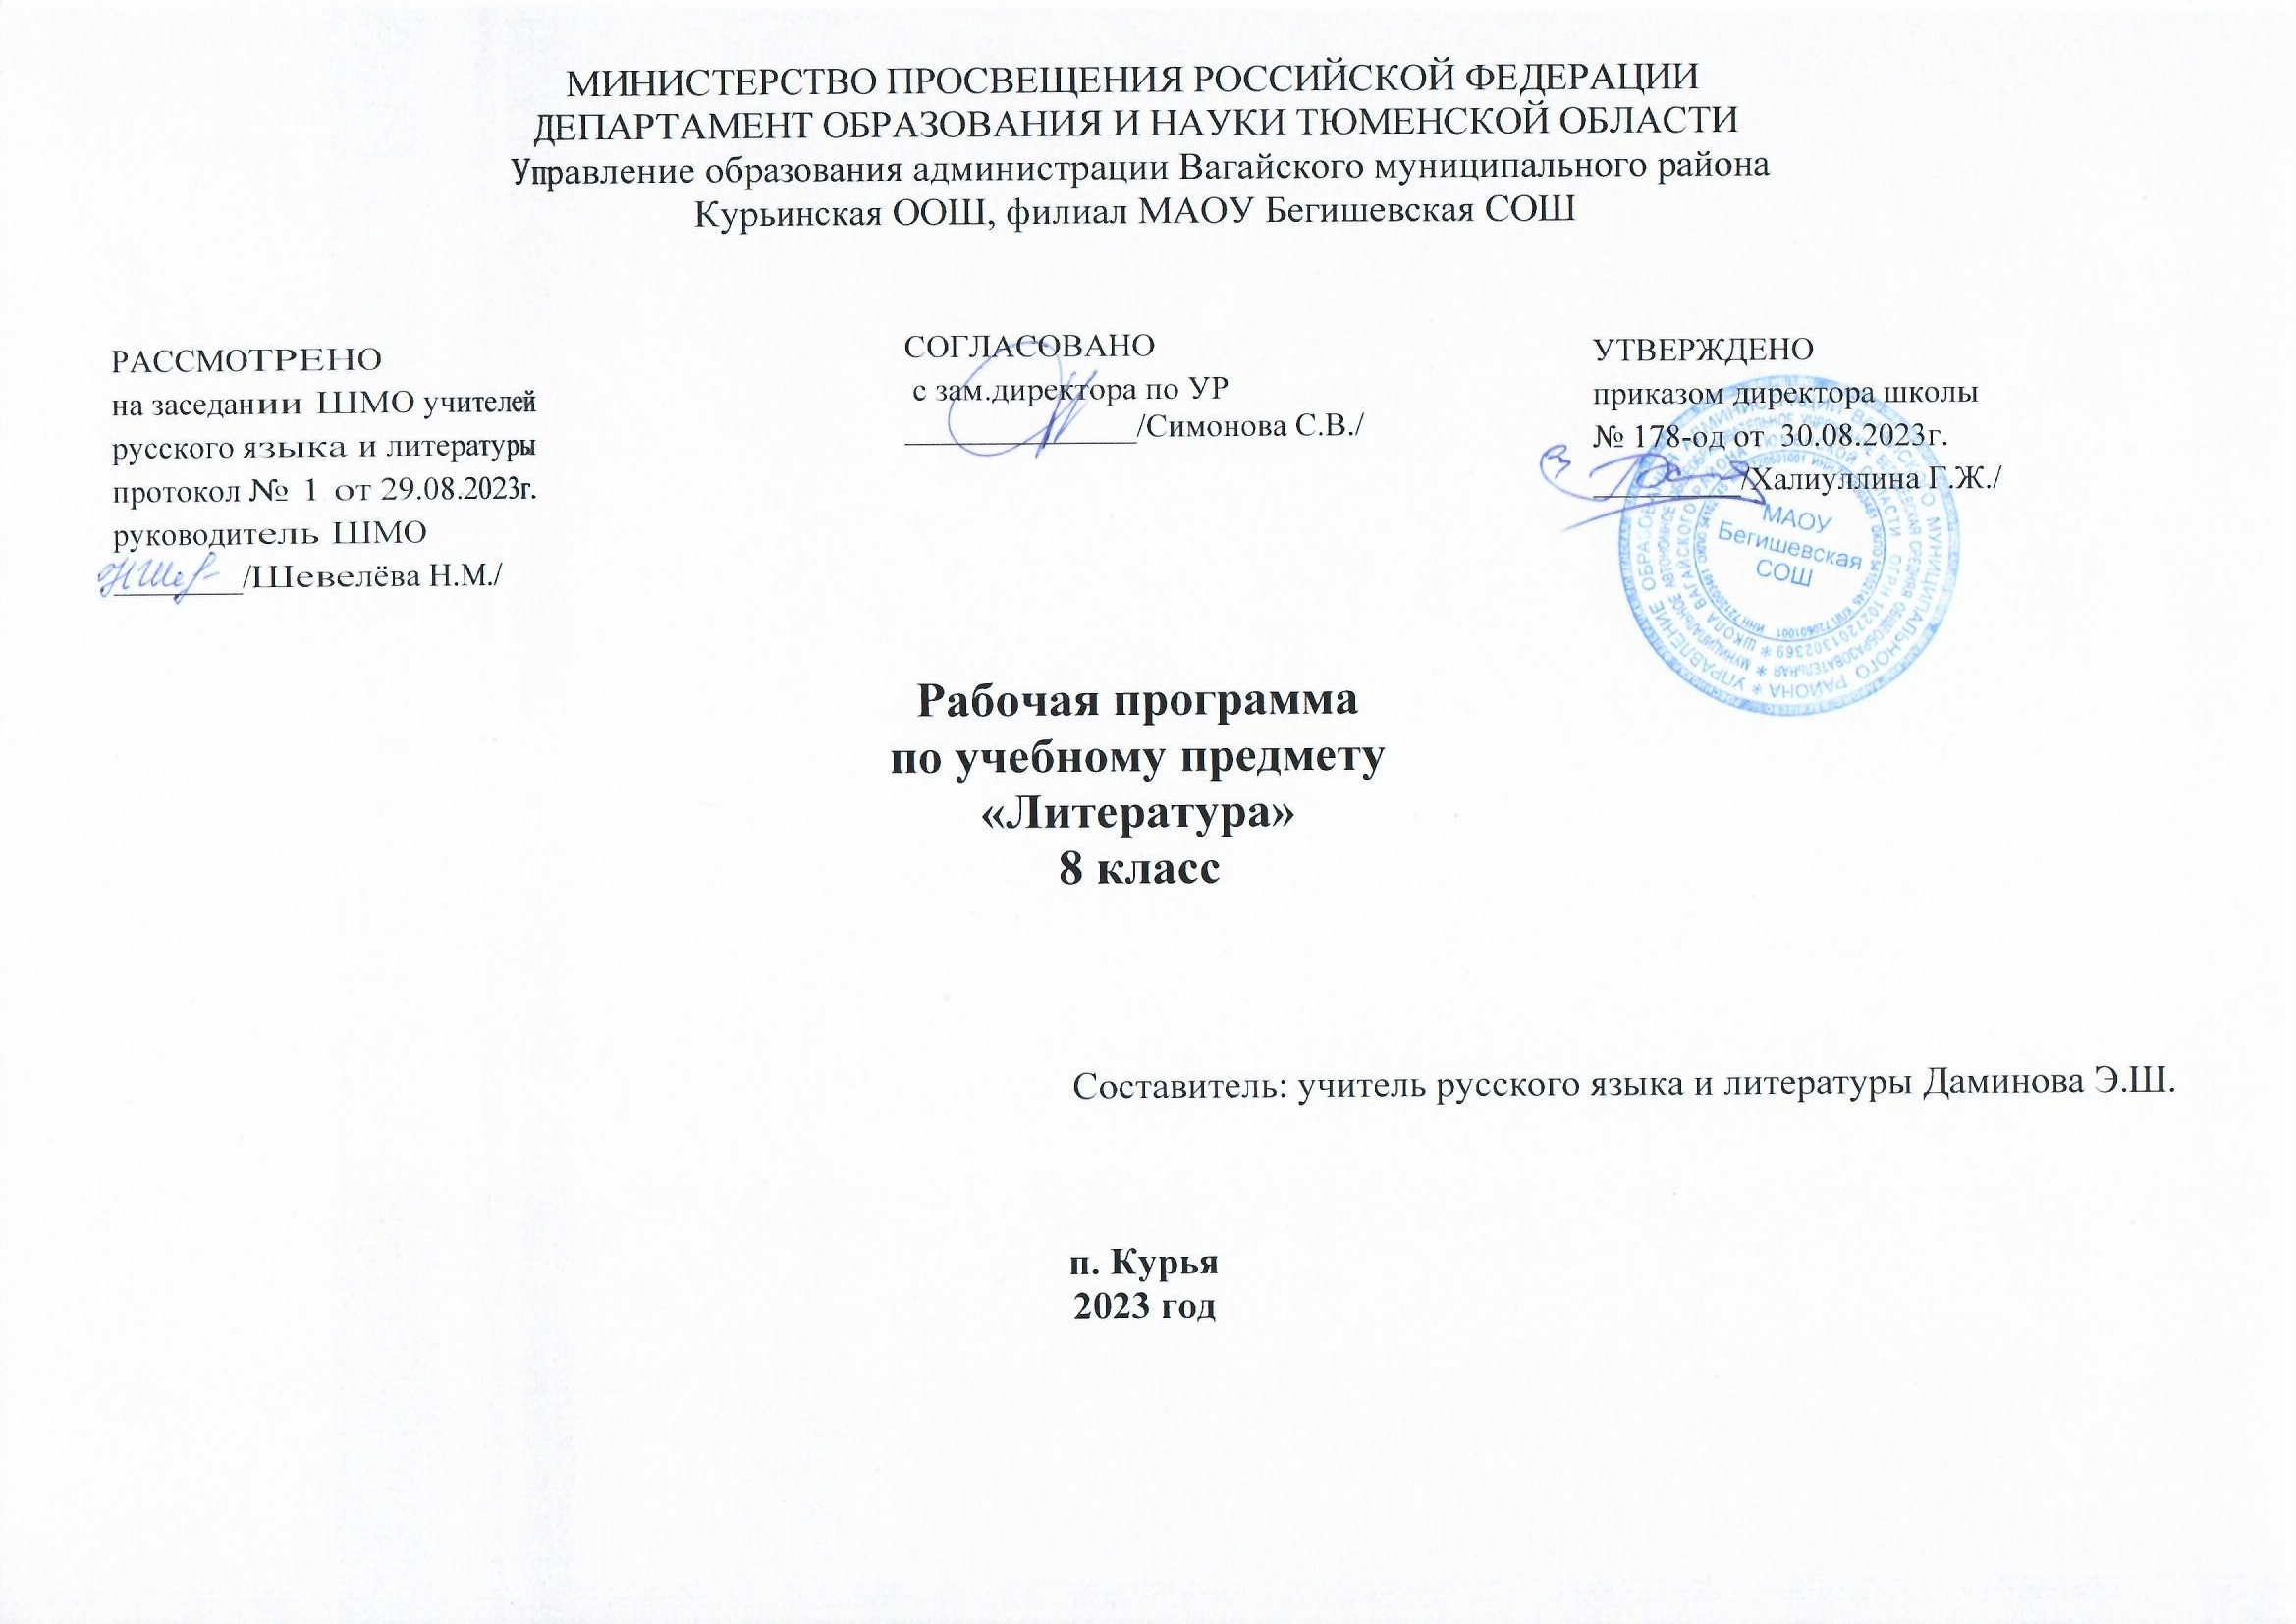 МИНИСТЕРСТВО ПРОСВЕЩЕНИЯ РОССИЙСКОЙ ФЕДЕРАЦИИ
ДЕПАРТАМЕНТ ОБРАЗОВАНИЯ И НАУКИ ТЮМЕНСКОЙ ОБЛАСТИ
Управление образования администрации Вагайского муниципального района
Курьинская ООШ, филиал МАОУ Бегишевская СОШ
РАССМОТРЕНО
на заседании ШМО учителей
русского языка и литературы
протокол № 1 от 29.08.2023г.
руководитель ШМО
/Шевелёва Н.М./
СОГЛАСОВАНО
с зам.директора по УР
/Симонова С.В./
УТВЕРЖДЕНО
приказом директора школы
№ 178-од от 30.08.2023г.
/Халиуллина Г.Ж./
МАОУ
Бегишевская
СОШ
Рабочая программа
по учебному предмету
«Литература»
8 класс
Составитель: учитель русского языка и литературы Даминова Э.Ш.
п. Курья
2023 год